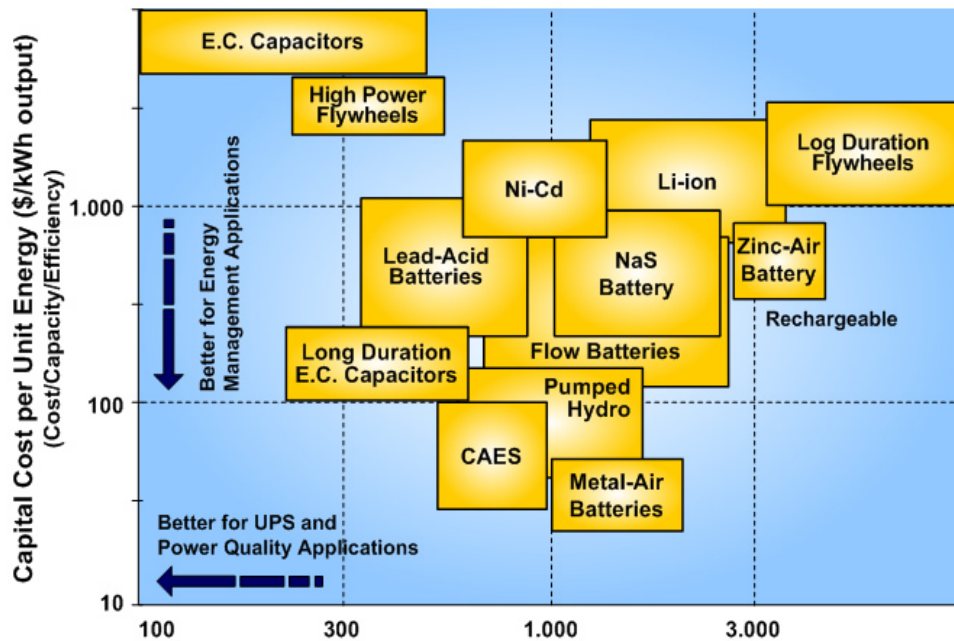 Capital Cost per Unit Energy ($/kWh output)
(Cost/Capacity/Efficiency)
E.C. Capacitors
High Power
Flywheels
Log Duration
Flywheels
Ni-Cd
Li-ion
1.000
Better for Energy
Management Applications
Lead-Acid
Batteries
NaS
Battery
Zinc-Air
Battery
Rechargeable
Long Duration
E.C. Capacitors
Flow Batteries
Pumped
Hydro
100
CAES
Metal-Air
Batteries
Better for UPS and
Power Quality Applications
10
100
300
1.000
3.000